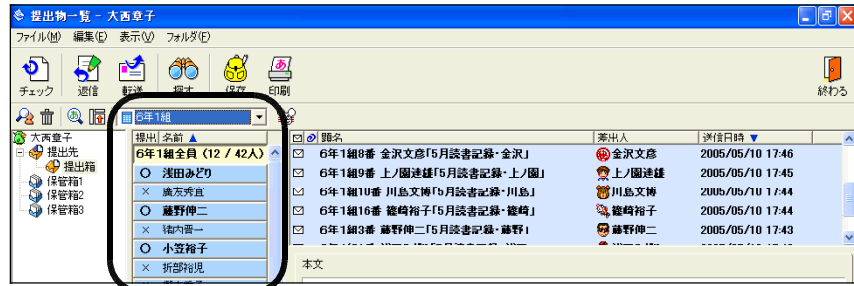 提出物一覧 - 大西章子
ファイル(M) 編集(E) 表示(V) フォルダ(F)
チェック 返信 転送 探す 保存 印刷 終わる
6年1組
大西章子
提出先
提出箱
保管箱1
保管箱2
保管箱3
提出 名前 ▲
6年1組全員 (12 / 42人)
○ 浅田みどり
× 廣友秀直
○ 藤野伸二
× 猪内晋一
○ 小笠裕子
× 折部裕児
題名 差出人 送信日時 ▼
6年1組8番 金沢文彦「5月読書記録・金沢」 金沢文彦 2005/05/10 17:46
6年1組9番 上ノ園達雄「5月読書記録・上ノ園」 上ノ園達雄 2005/05/10 17:45
6年1組10番 川島文博「5月読書記録・川島」 川島文博 2005/05/10 17:44
6年1組16番 篠崎裕子「5月読書記録・篠崎」 篠崎裕子 2005/05/10 17:44
6年1組3番 藤野伸二「5月読書記録・藤野」 藤野伸二 2005/05/10 17:43
本文